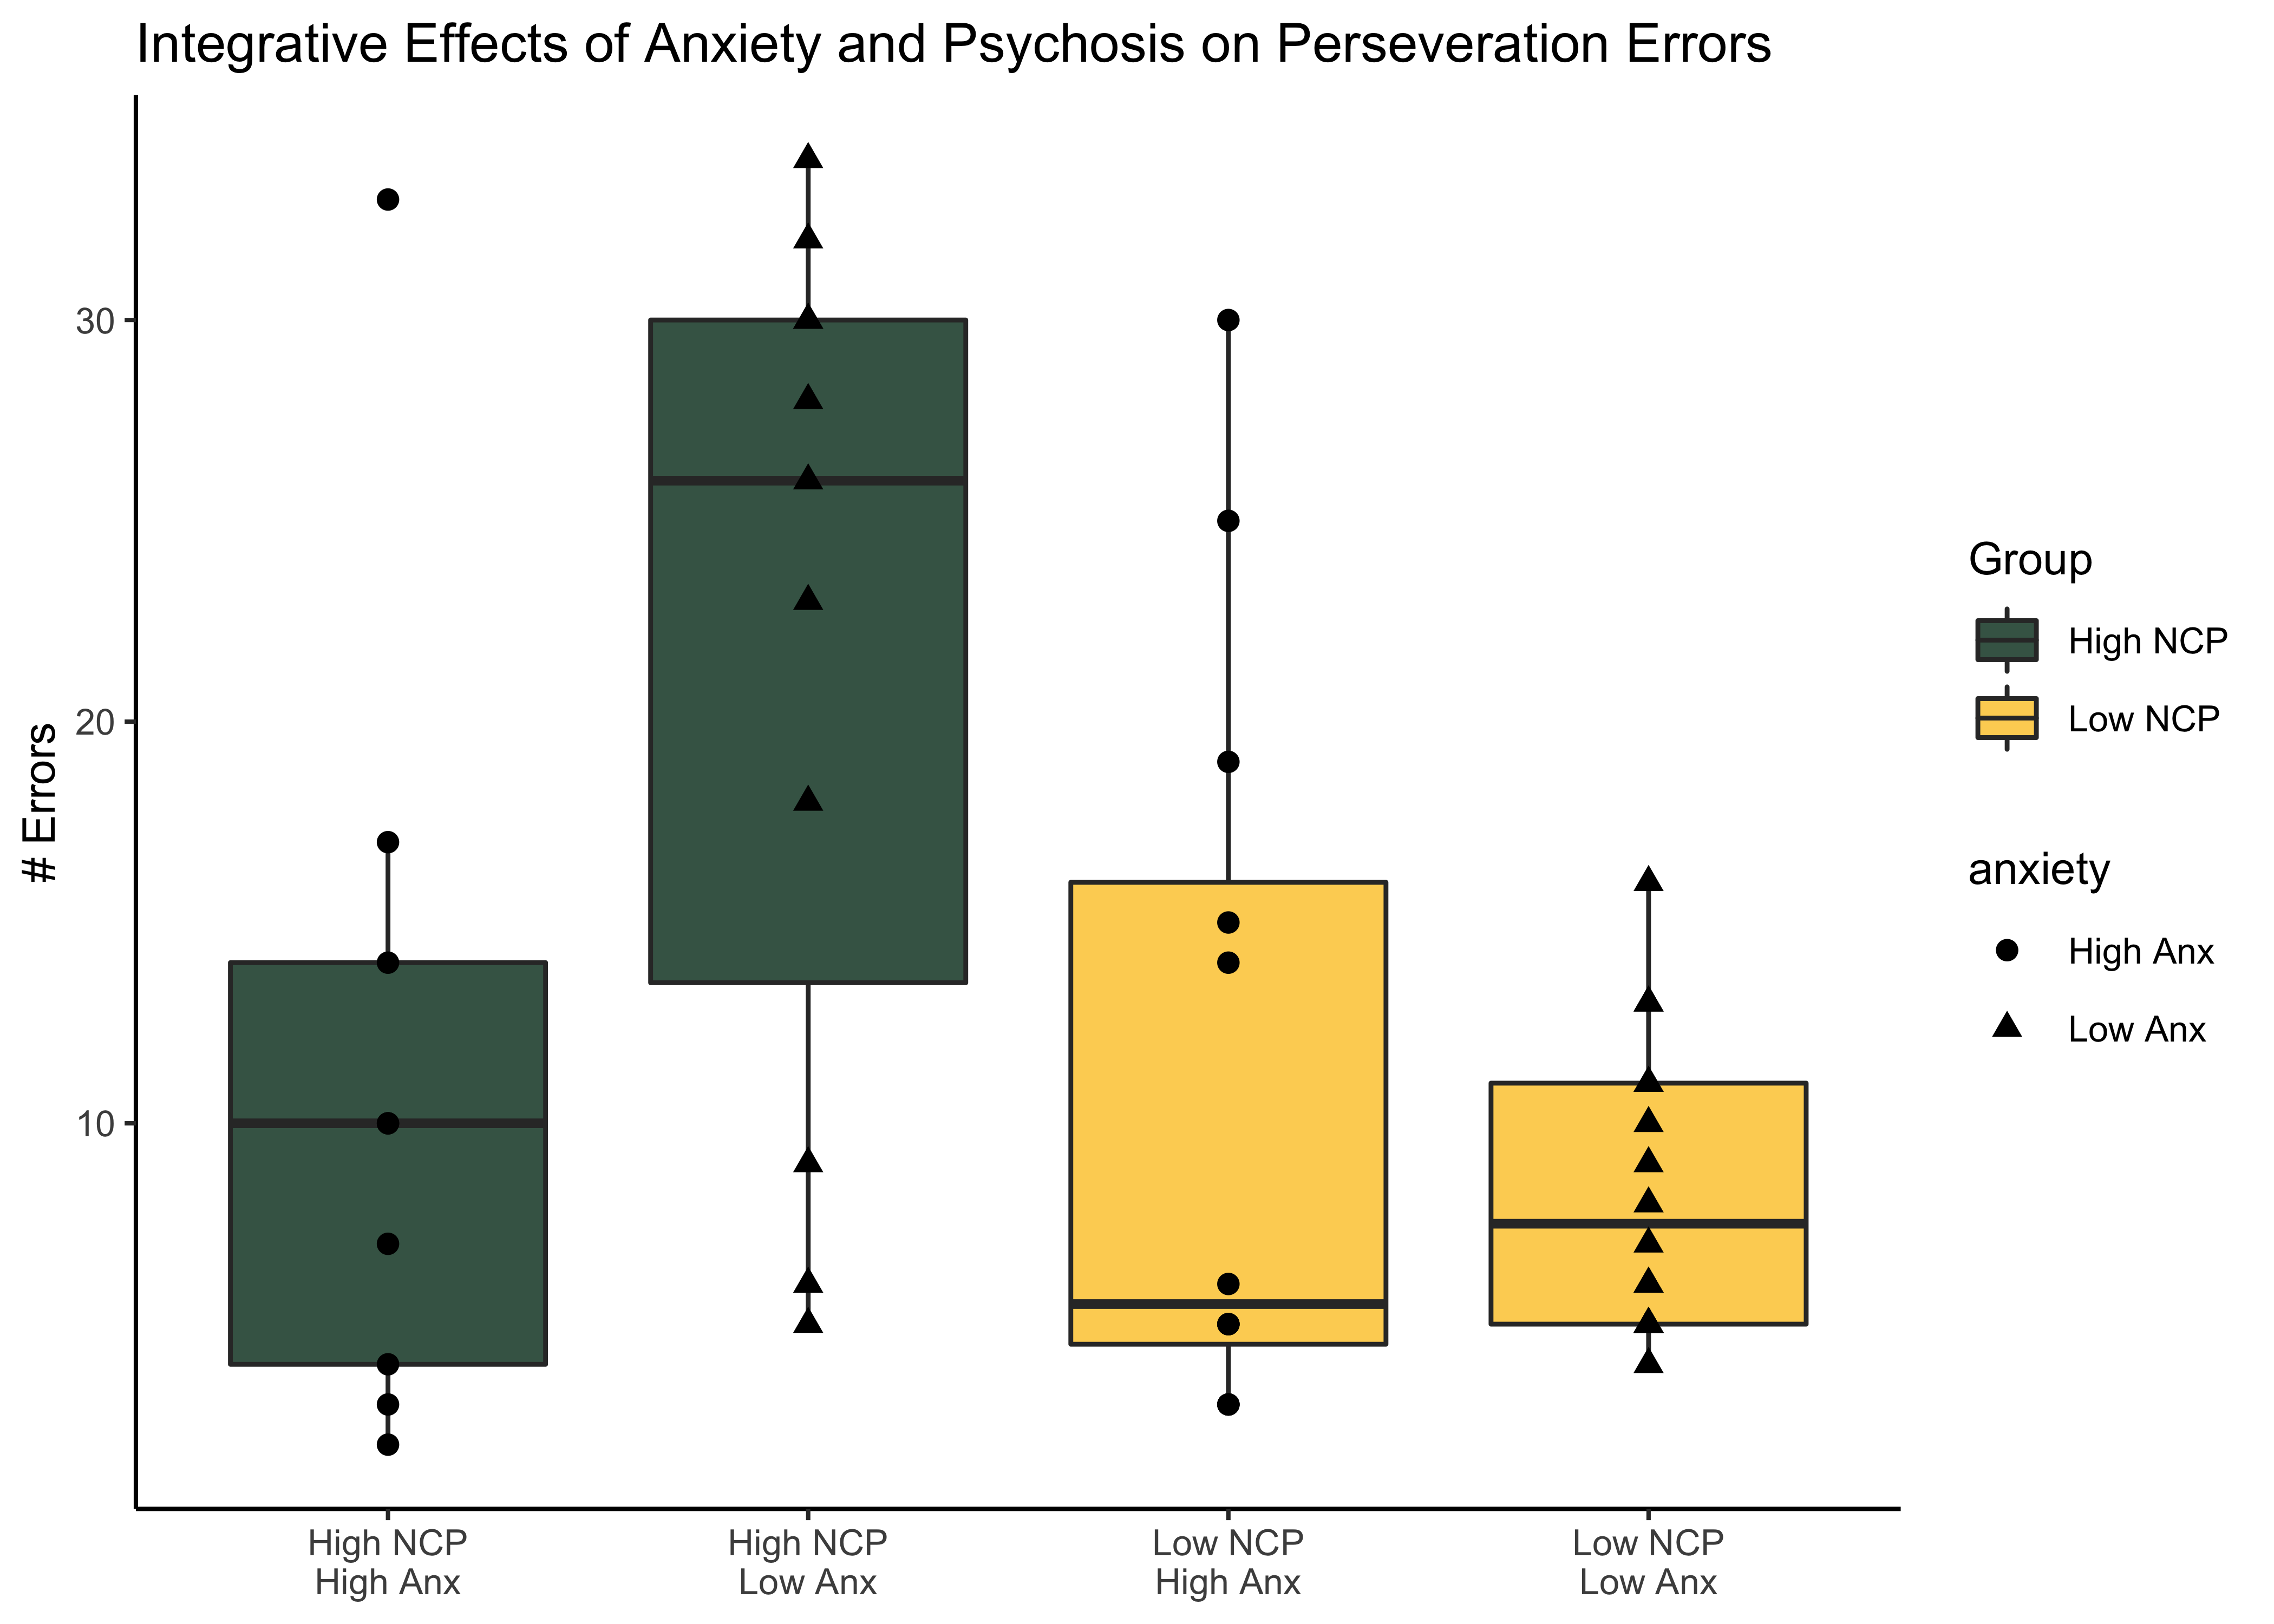 Integrative Effects of Anxiety and Psychosis on Perseveration Errors
# Errors
30
20
10
High NCP
High Anx
High NCP
Low Anx
Low NCP
High Anx
Low NCP
Low Anx
Group
High NCP
Low NCP
anxiety
High Anx
Low Anx